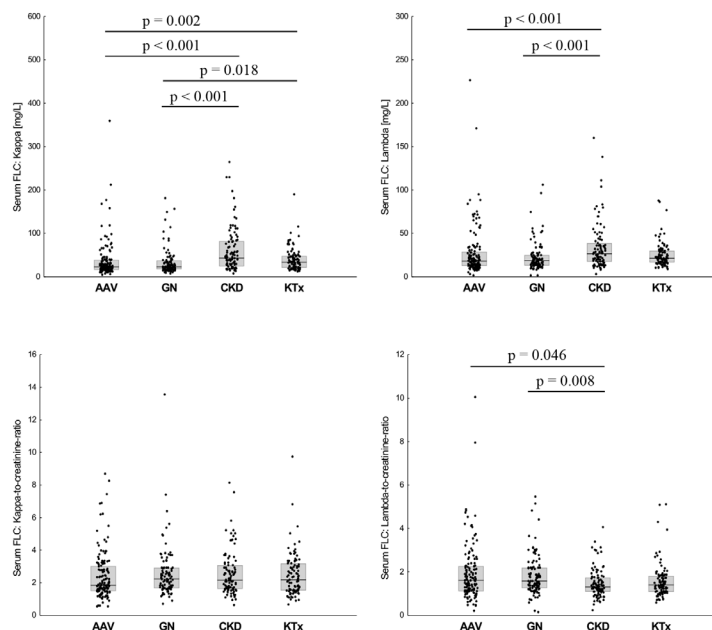 p = 0.002
p < 0.001
p = 0.018
p < 0.001
600
500
400
300
200
100
0
Serum FLC: Kappa [mg/L]
AAV GN CKD KTx
p < 0.001
p < 0.001
300
250
200
150
100
50
0
Serum FLC: Lambda [mg/L]
AAV GN CKD KTx
16
14
12
10
8
6
4
2
0
Serum FLC: Kappa-to-creatinine-ratio
AAV GN CKD KTx
p = 0.046
p = 0.008
12
10
8
6
4
2
0
Serum FLC: Lambda-to-creatinine-ratio
AAV GN CKD KTx